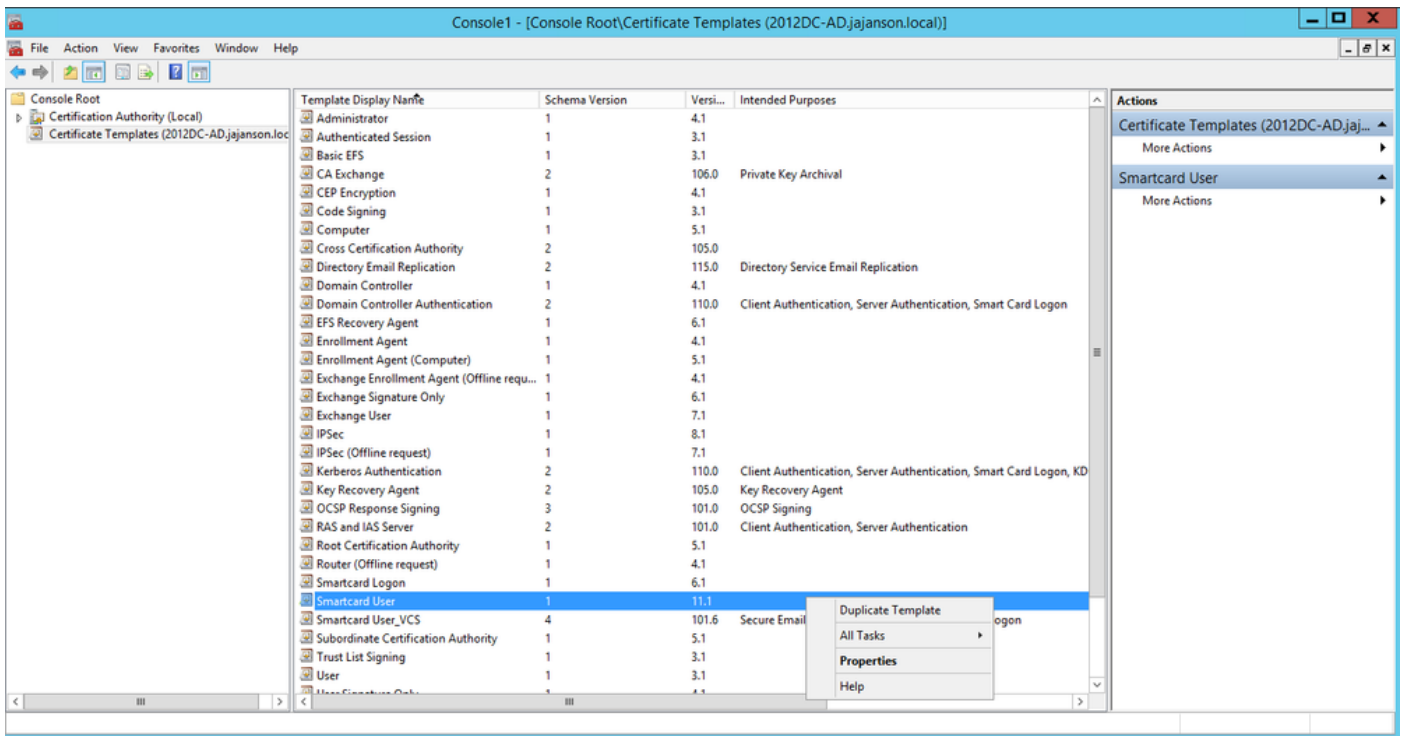 Console1 - [Console Root\Certificate Templates (2012DC-AD.jajanson.local)]
File Action View Favorites Window Help
Console Root
Certification Authority (Local)
Certificate Templates (2012DC-AD.jajanson.loc
Template Display Name Schema Version Versi... Intended Purposes
Administrator 1 4.1
Authenticated Session 1 3.1
Basic EFS 1 3.1
CA Exchange 2 106.0 Private Key Archival
CEP Encryption 1 4.1
Code Signing 1 3.1
Computer 1 5.1
Cross Certification Authority 2 105.0
Directory Email Replication 2 115.0 Directory Service Email Replication
Domain Controller 1 4.1
Domain Controller Authentication 2 110.0 Client Authentication, Server Authentication, Smart Card Logon
EFS Recovery Agent 1 6.1
Enrollment Agent 1 4.1
Enrollment Agent (Computer) 1 5.1
Exchange Enrollment Agent (Offline requ... 1 4.1
Exchange Signature Only 1 6.1
Exchange User 1 7.1
IPSec 1 8.1
IPSec (Offline request) 1 7.1
Kerberos Authentication 2 110.0 Client Authentication, Server Authentication, Smart Card Logon, KD
Key Recovery Agent 2 105.0 Key Recovery Agent
OCSP Response Signing 3 101.0 OCSP Signing
RAS and IAS Server 2 101.0 Client Authentication, Server Authentication
Root Certification Authority 1 5.1
Router (Offline request) 1 4.1
Smartcard Logon 1 6.1
Smartcard User 1 11.1
Smartcard User_VCS 4 101.6 Secure Email ogon
Subordinate Certification Authority 1 5.1
Trust List Signing 1 3.1
User 1 3.1
Duplicate Template
All Tasks
Properties
Help
Actions
Certificate Templates (2012DC-AD.jaj...
More Actions
Smartcard User
More Actions